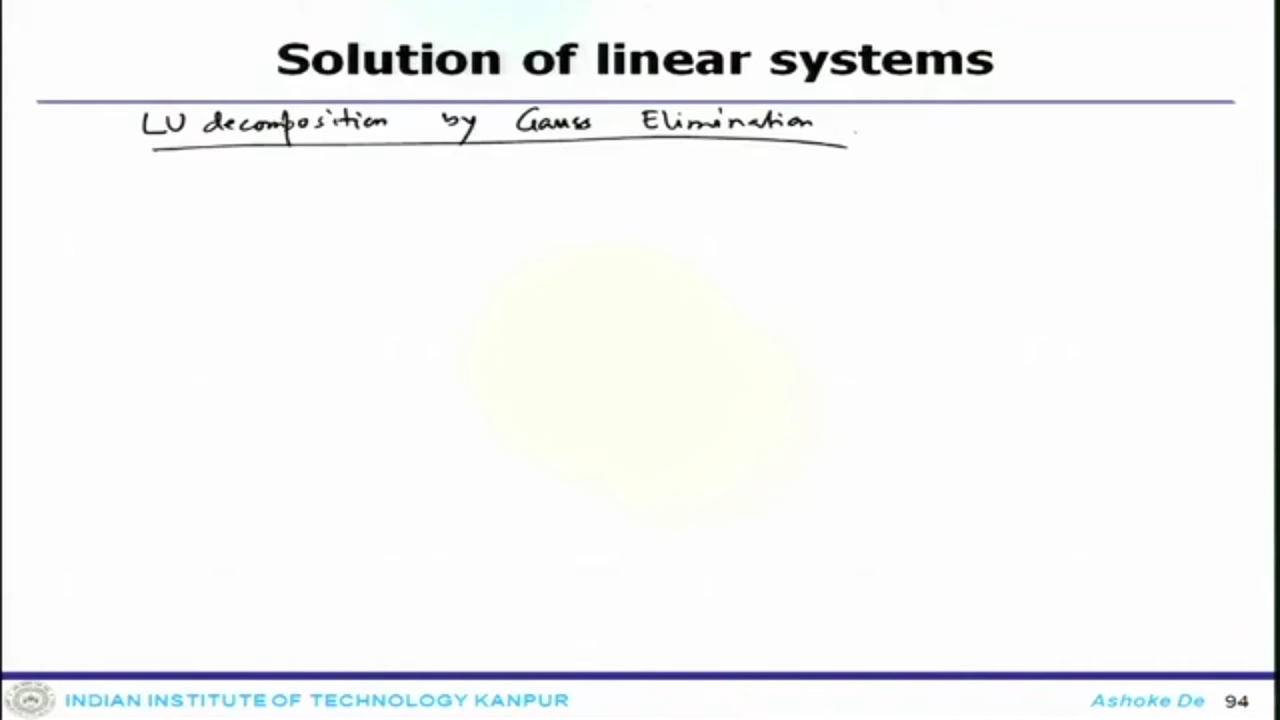 Solution of linear systems
LU decomposition by Gauss Elimination
INDIAN INSTITUTE OF TECHNOLOGY KANPUR
Ashoke De 94